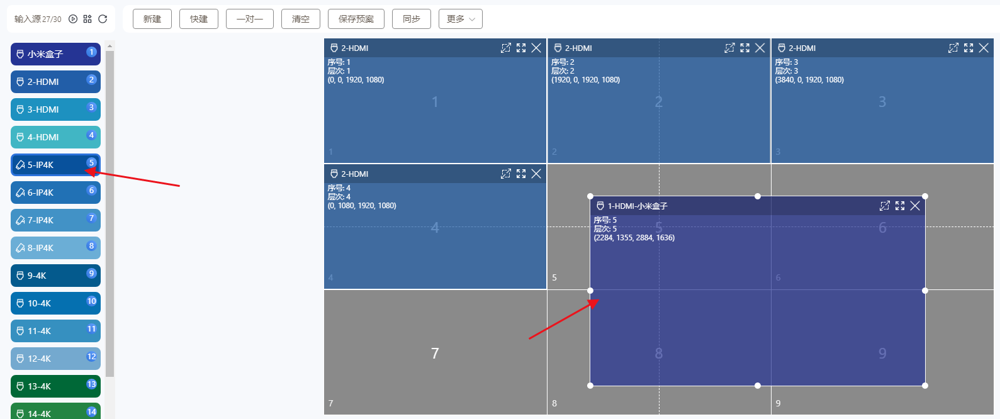 输入源 27/30
新建 快建 一对一 清空 保存预案 同步 更多
小米盒子 1
2-HDMI 2
3-HDMI 3
4-HDMI 4
5-IP4K 5
6-IP4K 6
7-IP4K 7
8-IP4K 8
9-4K 9
10-4K 10
11-4K 11
12-4K 12
13-4K 13
14-4K 14
2-HDMI
序号: 1
层次: 1
(0, 0, 1920, 1080)
1
1
2-HDMI
序号: 2
层次: 2
(1920, 0, 1920, 1080)
2
2
2-HDMI
序号: 3
层次: 3
(3840, 0, 1920, 1080)
3
3
2-HDMI
序号: 4
层次: 4
(0, 1080, 1920, 1080)
4
4
1-HDMI-小米盒子
序号: 5
层次: 5
(2284, 1355, 2884, 1636)
5
6
5
6
7
8
9
7
8
9